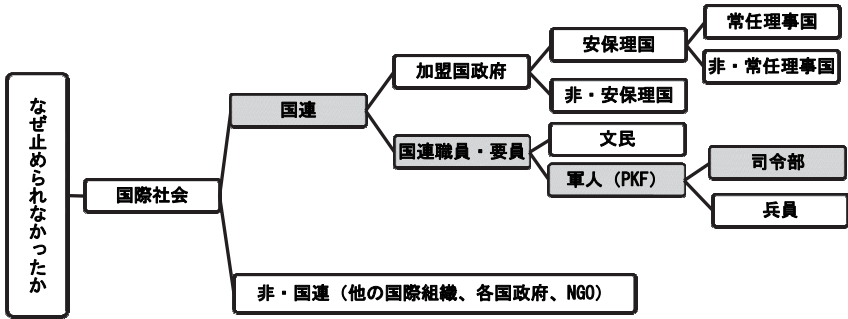 なぜ止められなかったか
国際社会
国連
加盟国政府
安保理国
常任理事国
非・常任理事国
非・安保理国
国連職員・要員
文民
軍人（PKF）
司令部
兵員
非・国連（他の国際組織、各国政府、NGO）